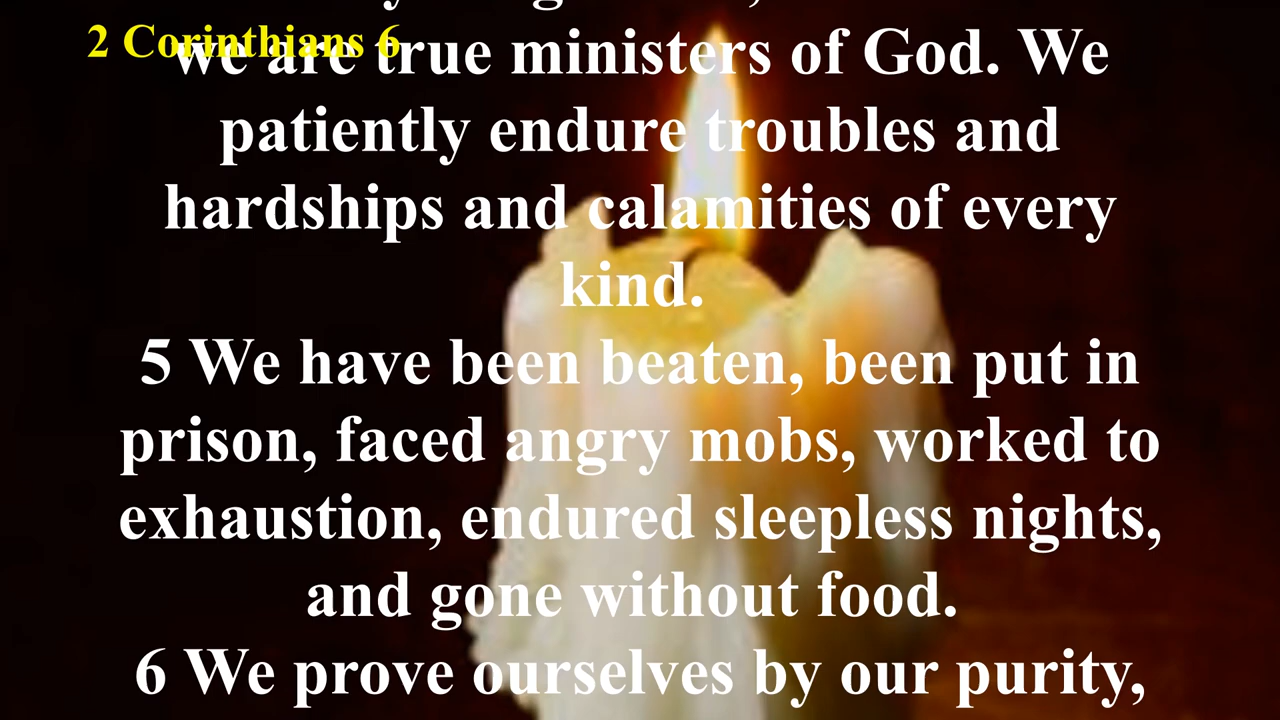 2 Corinthians 6
we are true ministers of God. We
patiently endure troubles and
hardships and calamities of every
kind.
5 We have been beaten, been put in
prison, faced angry mobs, worked to
exhaustion, endured sleepless nights,
and gone without food.
6 We prove ourselves by our purity,